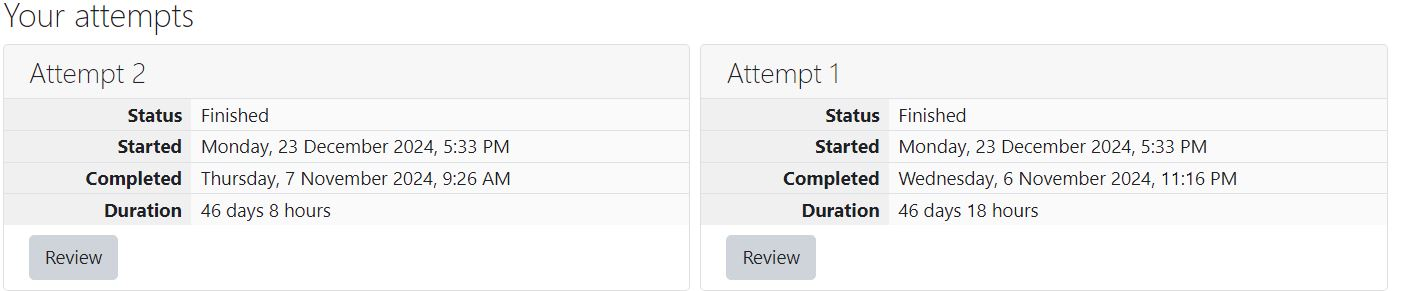 Your attempts
Attempt 2
Status Finished
Started Monday, 23 December 2024, 5:33 PM
Completed Thursday, 7 November 2024, 9:26 AM
Duration 46 days 8 hours
Review
Attempt 1
Status Finished
Started Monday, 23 December 2024, 5:33 PM
Completed Wednesday, 6 November 2024, 11:16 PM
Duration 46 days 18 hours
Review